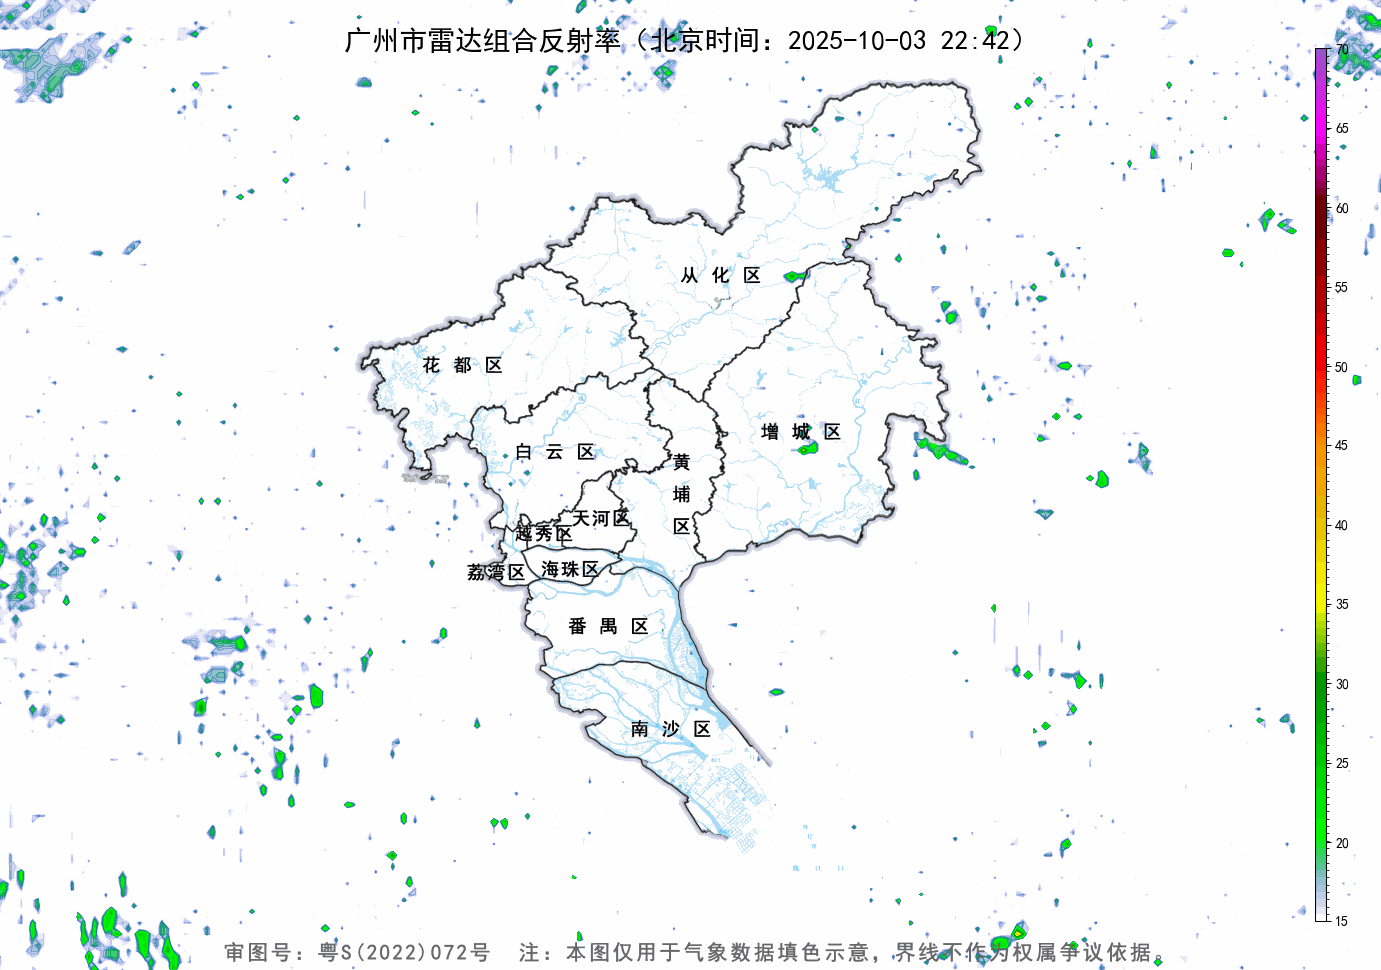 广州市雷达组合反射率（北京时间：2025-10-03 22:42）
70
65
60
55
50
45
40
35
30
25
20
15
从化区
花都区
增城区
白云区
黄埔区
天河区
越秀区
荔湾区
海珠区
番禺区
南沙区
审图号：粤S(2022)072号 注：本图仅用于气象数据填色示意，界线不作为权属争议依据。